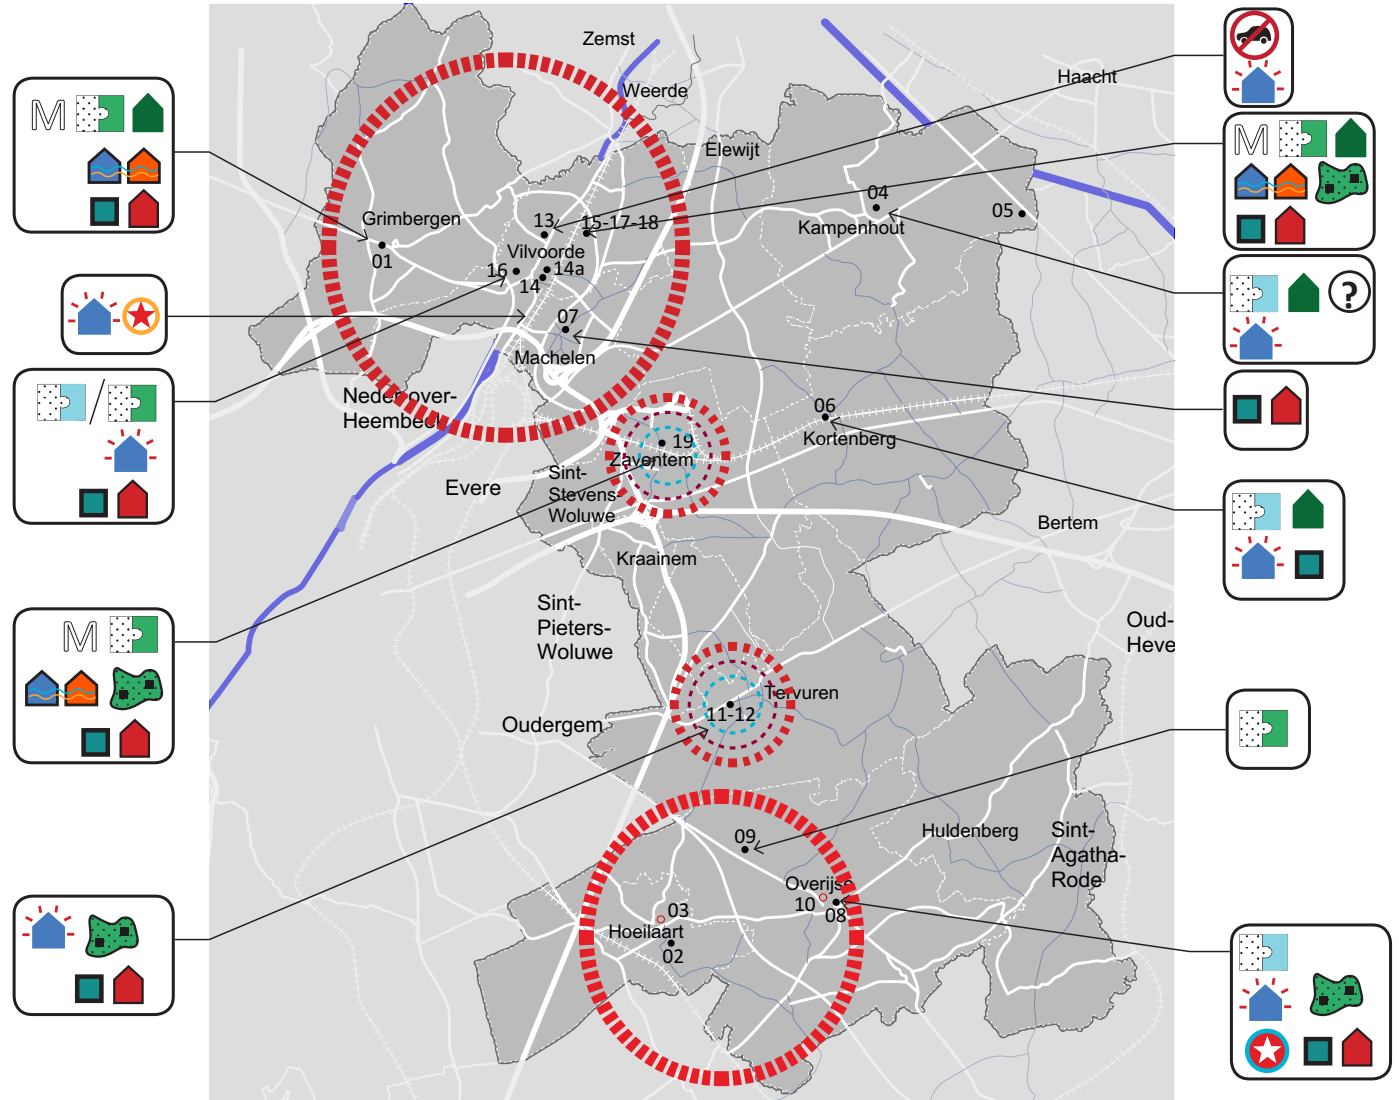 Zemst
Haacht
Weerde
M
M
Elewijt
04
05
Grimbergen
13
15-17-18
Kampenhout
Vilvoorde
01
16
14a
14
?
07
Machelen
Neder-over-
Heembeek
06
19
Kortenberg
Zaventem
Sint-
Stevens-
Woluwe
Evere
Bertem
Kraainem
Sint-
Pieters-
Woluwe
Oud-
Heve
M
Tervuren
11-12
Oudergem
09
Huldenberg
Sint-
Agatha-
Rode
Overijse
10
08
03
Hoeilaart
02